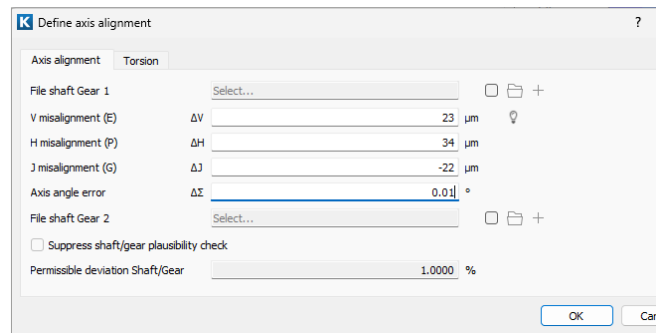 K Define axis alignment ?
Axis alignment Torsion
File shaft Gear 1 Select...
V misalignment (E) ΔV 23 µm
H misalignment (P) ΔH 34 µm
J misalignment (G) ΔJ -22 µm
Axis angle error ΔΣ 0.01 °
File shaft Gear 2 Select...
Suppress shaft/gear plausibility check
Permissible deviation Shaft/Gear 1.0000 %
OK Can